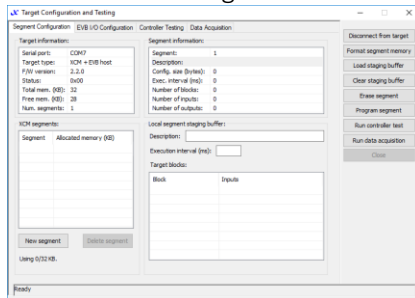 Target Configuration and Testing
Segment Configuration EVB I/O Configuration Controller Testing Data Acquisition
Target information:
Serial port: COM7
Target type: KCM + EVB host
F/W version: 2.2.0
Status: 0x00
Total mem. (KB): 32
Free mem. (KB): 28
Num. segments: 1
Segment information:
Segment: 1
Description:
Config. size (bytes): 0
Exec. interval (ms): 0
Number of blocks: 0
Number of inputs: 0
Number of outputs: 0
KCM segments:
Segment Allocated memory (KB)
New segment Delete segment
Using 0/32 KB.
Local segment staging buffer:
Description:
Execution interval (ms):
Target blocks:
Block Inputs
Disconnect from target
Format segment memory
Load staging buffer
Clear staging buffer
Erase segment
Program segment
Run controller test
Run data acquisition
Close
Ready